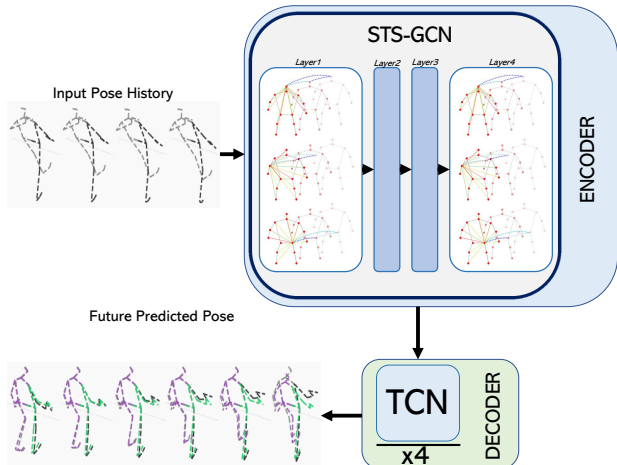 STS-GCN
Layer1
Layer2
Layer3
Layer4
Input Pose History
ENCODER
Future Predicted Pose
TCN
x4
DECODER